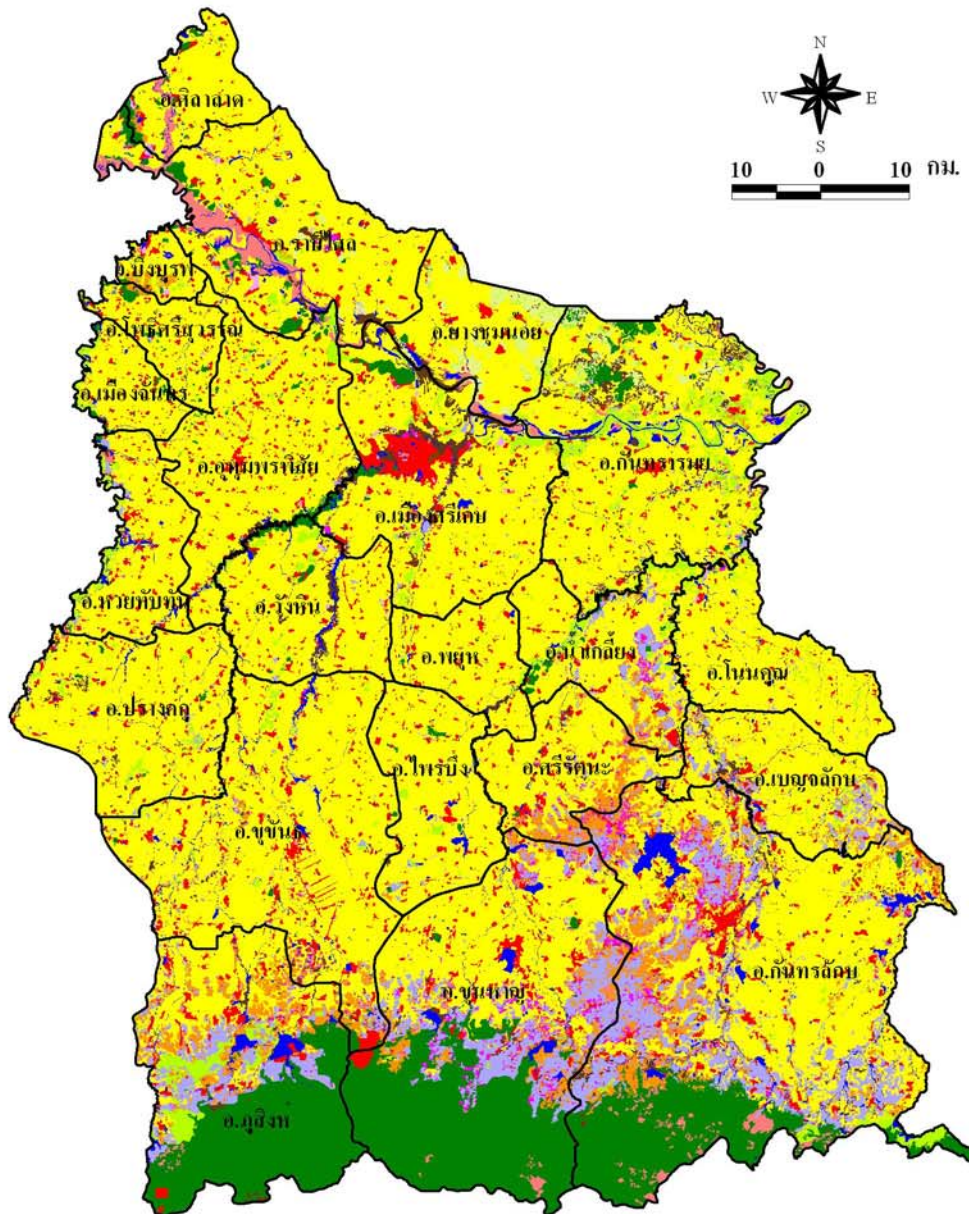 N
W E
S
10 0 10 กม.
อ.ศิลาลาด
อ.ราษีไศล
อ.บึงบูรพ์
อ.ยางชุมน้อย
อ.โพธิ์ศรีสุวรรณ
อ.เมืองจันทร์
อ.อุทุมพรพิสัย
อ.กันทรารมย์
อ.เมืองศรีสะเกษ
อ.ห้วยทับทัน
อ.วังหิน
อ.พยุห์
อ.น้ำเกลี้ยง
อ.โนนคูณ
อ.ปรางค์กู่
อ.ไพรบึง
อ.ศรีรัตนะ
อ.เบญจลักษ์
อ.ขุขันธ์
อ.ขุนหาญ
อ.กันทรลักษ์
อ.ภูสิงห์